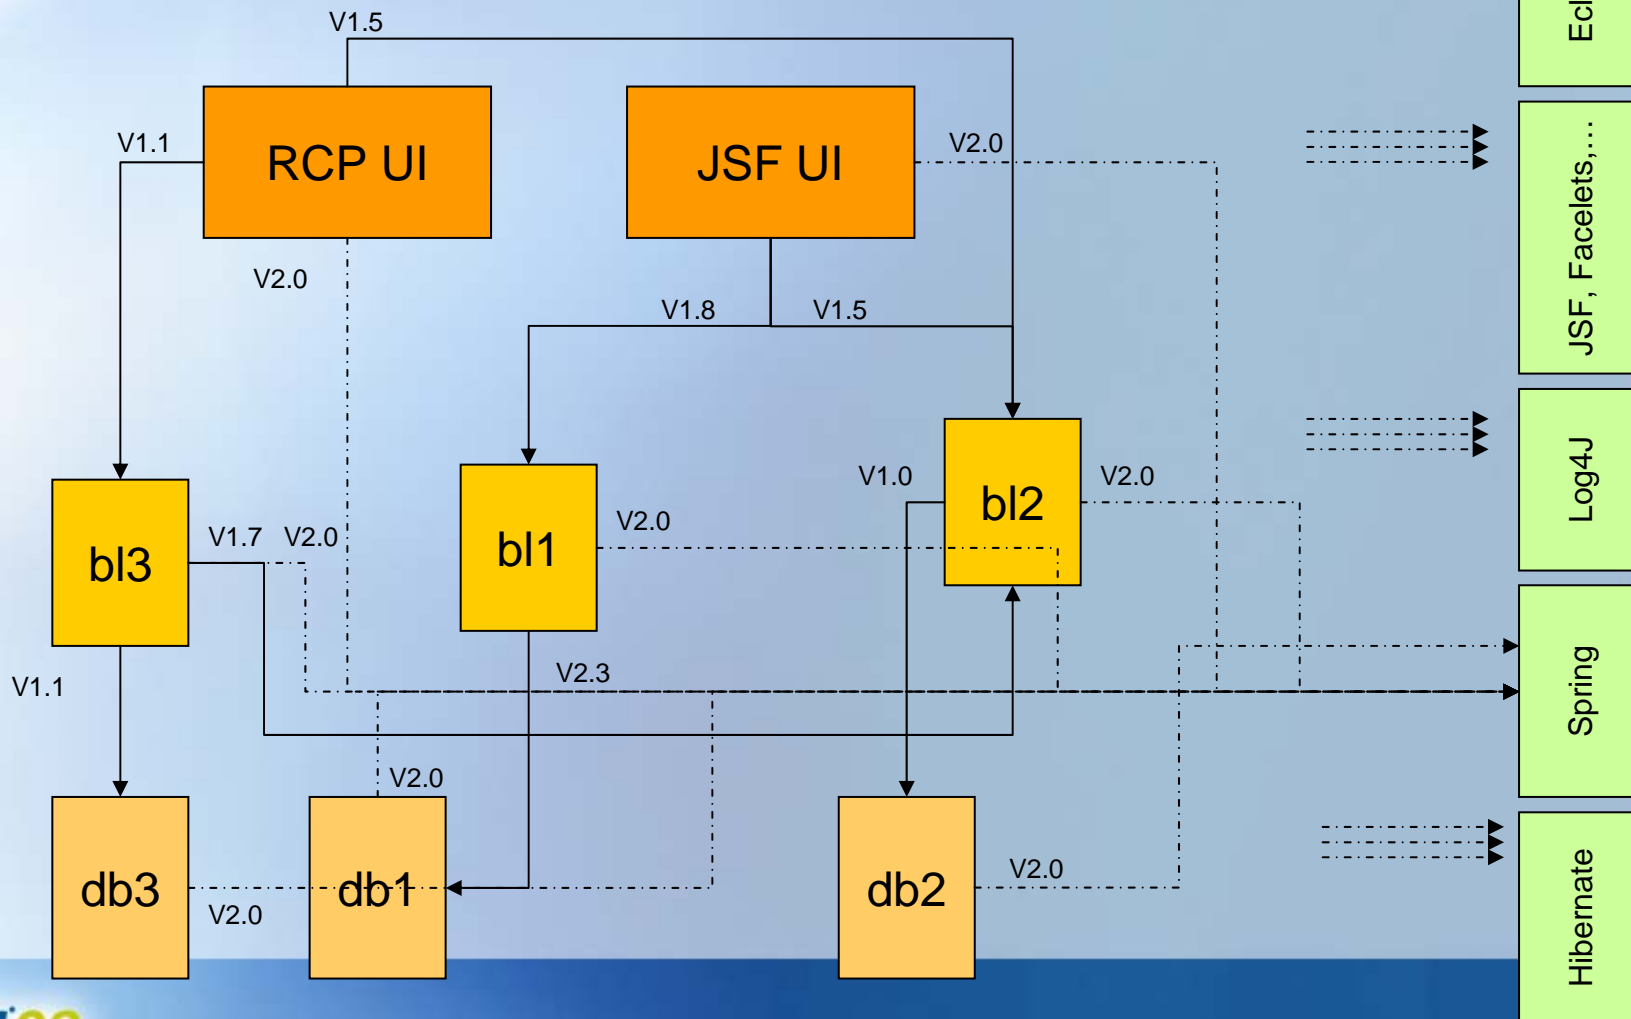 V1.5
Ecl
V1.1
RCP UI
JSF UI
V2.0
JSF, Facelets,...
V2.0
V1.8
V1.5
Log4J
V1.0
bl2
V2.0
V1.7
V2.0
bl3
bl1
V2.0
V1.1
V2.3
Spring
V2.0
db3
V2.0
db1
db2
V2.0
Hibernate